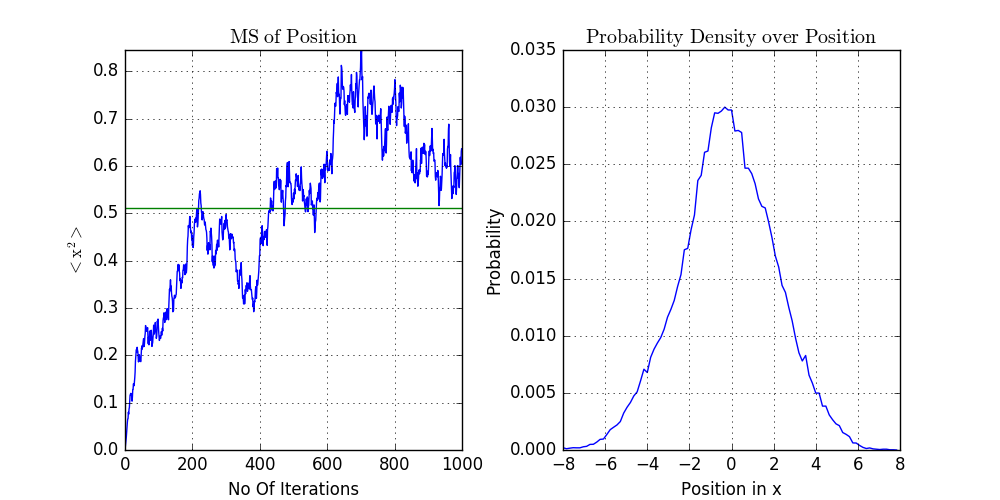 MS of Position
0.8
0.7
0.6
0.5
0.4
0.3
0.2
0.1
0.0
< x² >
0 200 400 600 800 1000
No Of Iterations
Probability Density over Position
0.035
0.030
0.025
0.020
0.015
0.010
0.005
0.000
Probability
−8 −6 −4 −2 0 2 4 6 8
Position in x